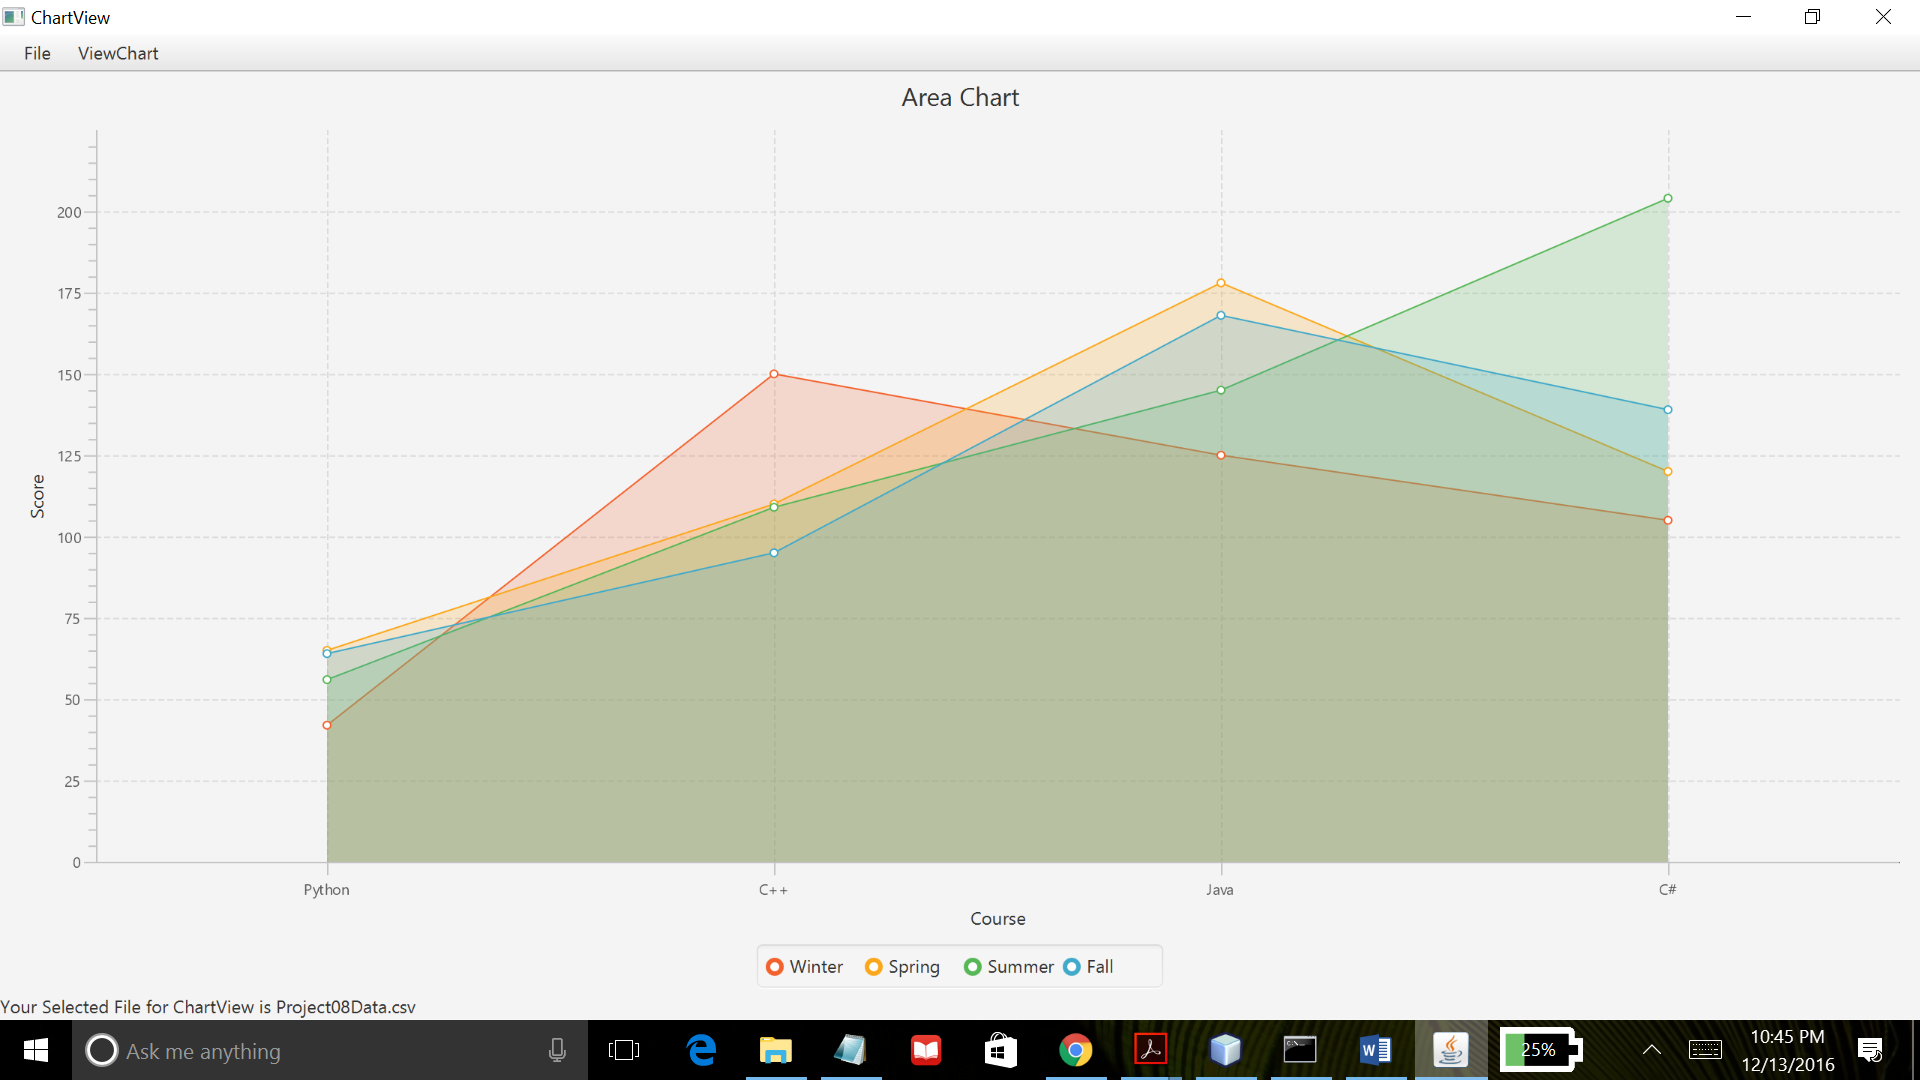 ChartView
File ViewChart
Area Chart
200
175
150
125
100
75
50
25
0
Score
Python C++ Java C#
Course
Winter Spring Summer Fall
Your Selected File for ChartView is Project08Data.csv
Ask me anything
25%
10:45 PM
12/13/2016